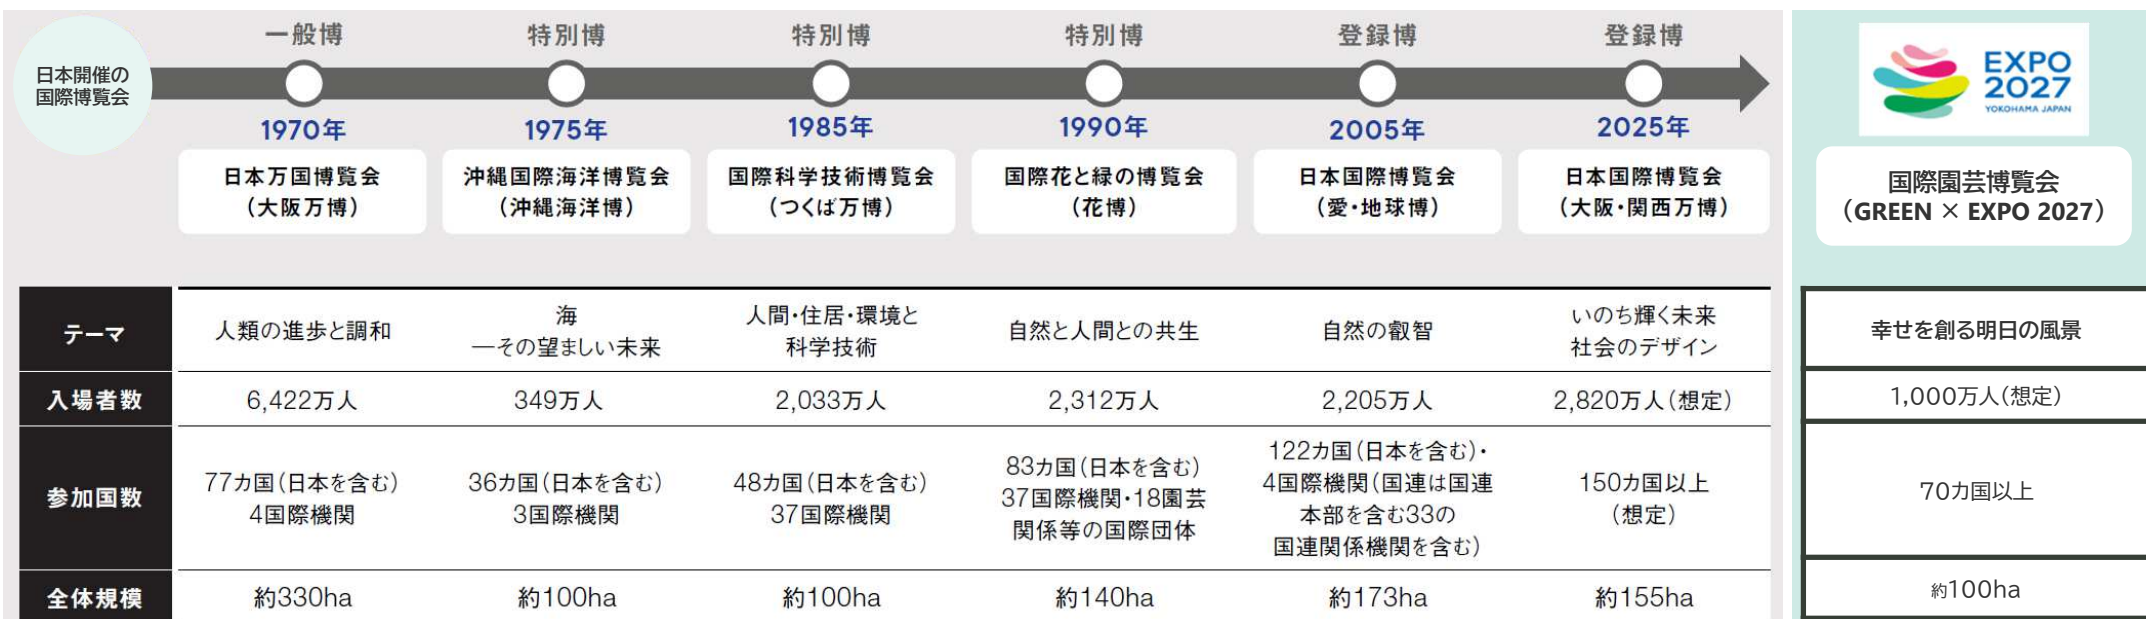 日本開催の
国際博覧会
一般博
特別博
特別博
特別博
登録博
登録博
1970年
1975年
1985年
1990年
2005年
2025年
日本万国博覧会
(大阪万博)
沖縄国際海洋博覧会
(沖縄海洋博)
国際科学技術博覧会
(つくば万博)
国際花と緑の博覧会
(花博)
日本国際博覧会
(愛・地球博)
日本国際博覧会
(大阪・関西万博)
EXPO
2027
YOKOHAMA JAPAN
国際園芸博覧会
(GREEN × EXPO 2027)
テーマ
人類の進歩と調和
海
―その望ましい未来
人間・住居・環境と
科学技術
自然と人間との共生
自然の叡智
いのち輝く未来
社会のデザイン
幸せを創る明日の風景
入場者数
6,422万人
349万人
2,033万人
2,312万人
2,205万人
2,820万人(想定)
1,000万人(想定)
参加国数
77カ国(日本を含む)
4国際機関
36カ国(日本を含む)
3国際機関
48カ国(日本を含む)
37国際機関
83カ国(日本を含む)
37国際機関・18園芸
関係等の国際団体
122カ国(日本を含む)・
4国際機関(国連は国連
本部を含む33の
国連関係機関を含む)
150カ国以上
(想定)
70カ国以上
全体規模
約330ha
約100ha
約100ha
約140ha
約173ha
約155ha
約100ha